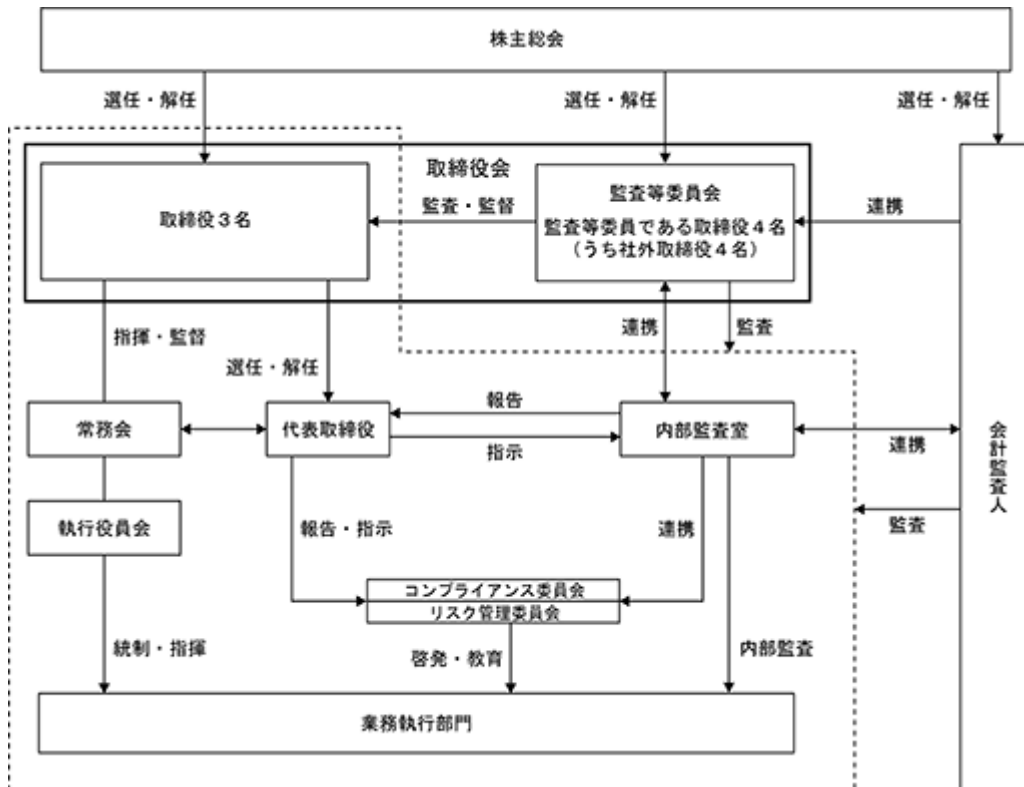 株主総会
選任・解任
選任・解任
選任・解任
取締役会
取締役３名
監査・監督
監査等委員会
監査等委員である取締役４名
（うち社外取締役４名）
連携
指揮・監督
選任・解任
連携
監査
常務会
代表取締役
報告
指示
内部監査室
連携
会計監査人
執行役員会
報告・指示
連携
監査
コンプライアンス委員会
リスク管理委員会
統制・指揮
啓発・教育
内部監査
業務執行部門